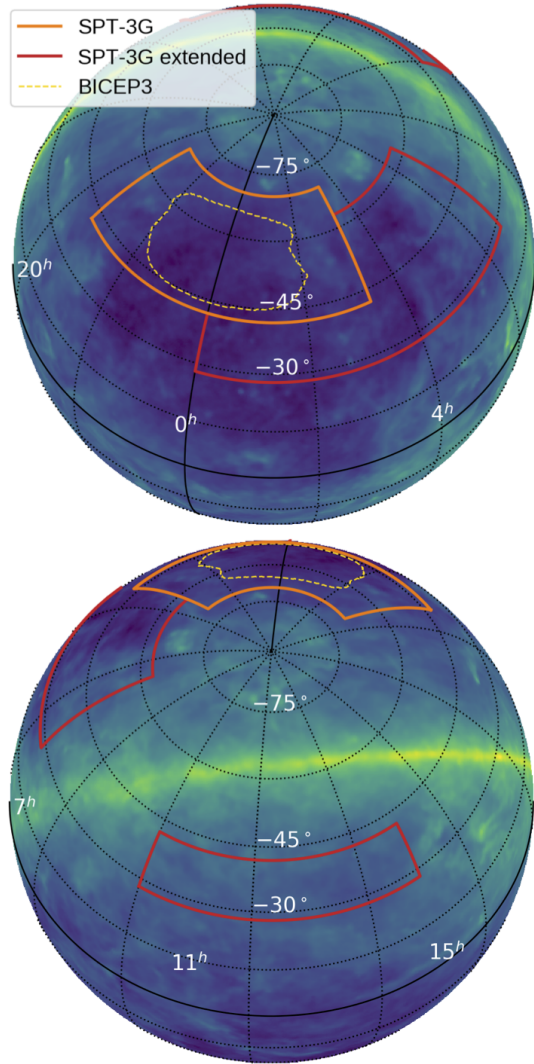 SPT-3G
SPT-3G extended
BICEP3
−75°
20ʰ
−45°
−30°
0ʰ
4ʰ
−75°
7ʰ
−45°
−30°
11ʰ
15ʰ